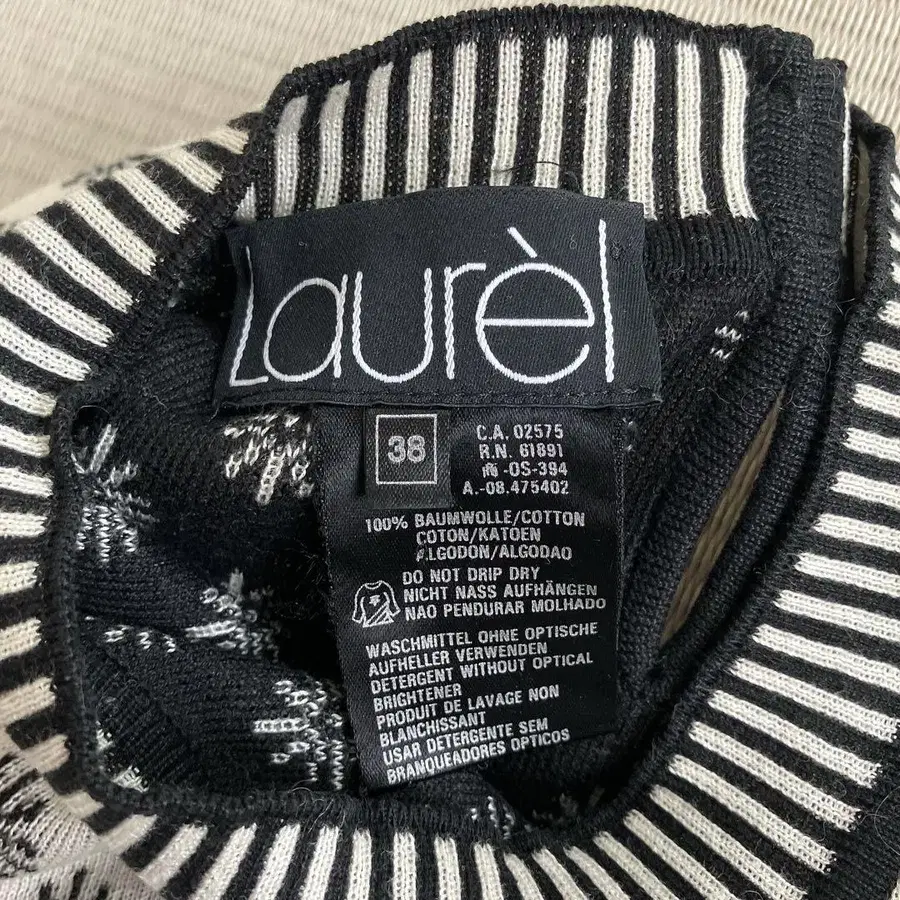 Laurèl
38
C.A. 02575
R.N. 61891
-OS-394
A.-08.475402
100% BAUMWOLLE/COTTON
COTON/KATOEN
ALGODON/ALGODAO
DO NOT DRIP DRY
NICHT NASS AUFHÄNGEN
NAO PENDURAR MOLHADO
WASCHMITTEL OHNE OPTISCHE
AUFHELLER VERWENDEN
DETERGENT WITHOUT OPTICAL
BRIGHTENER
PRODUIT DE LAVAGE NON
BLANCHISSANT
USAR DETERGENTE SEM
BRANQUEADORES OPTICOS